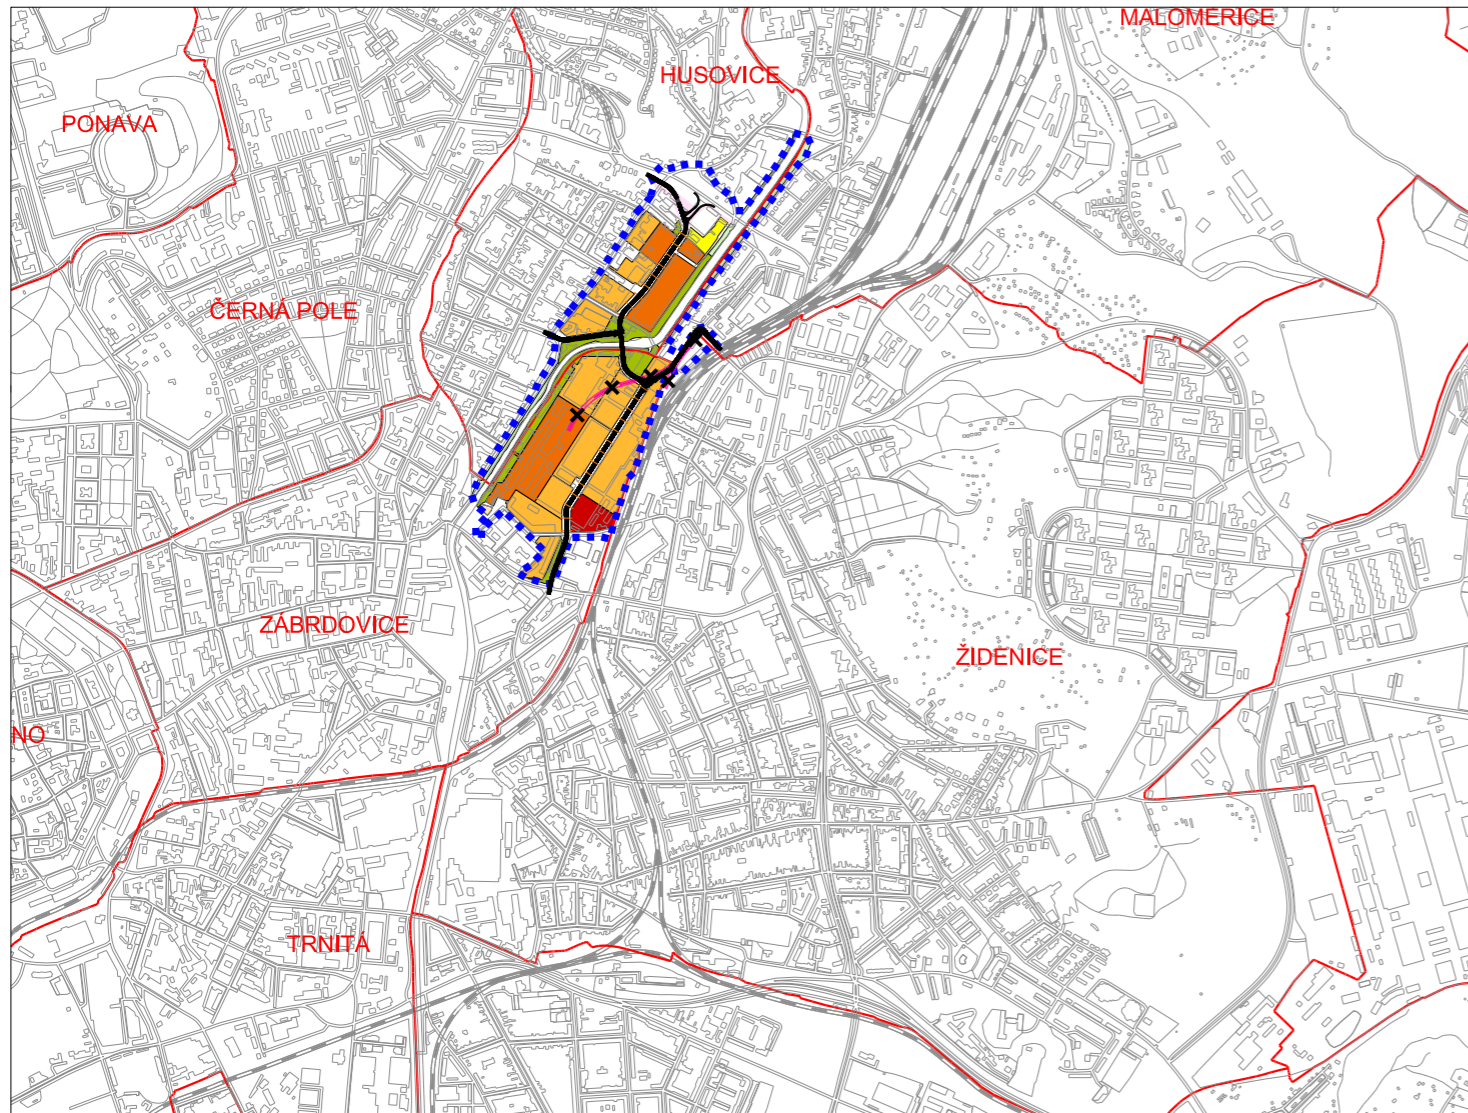 MALOMĚŘICE
HUSOVICE
PONAVA
ČERNÁ POLE
ZÁBRDOVICE
ŽIDENICE
NO
TRNITÁ